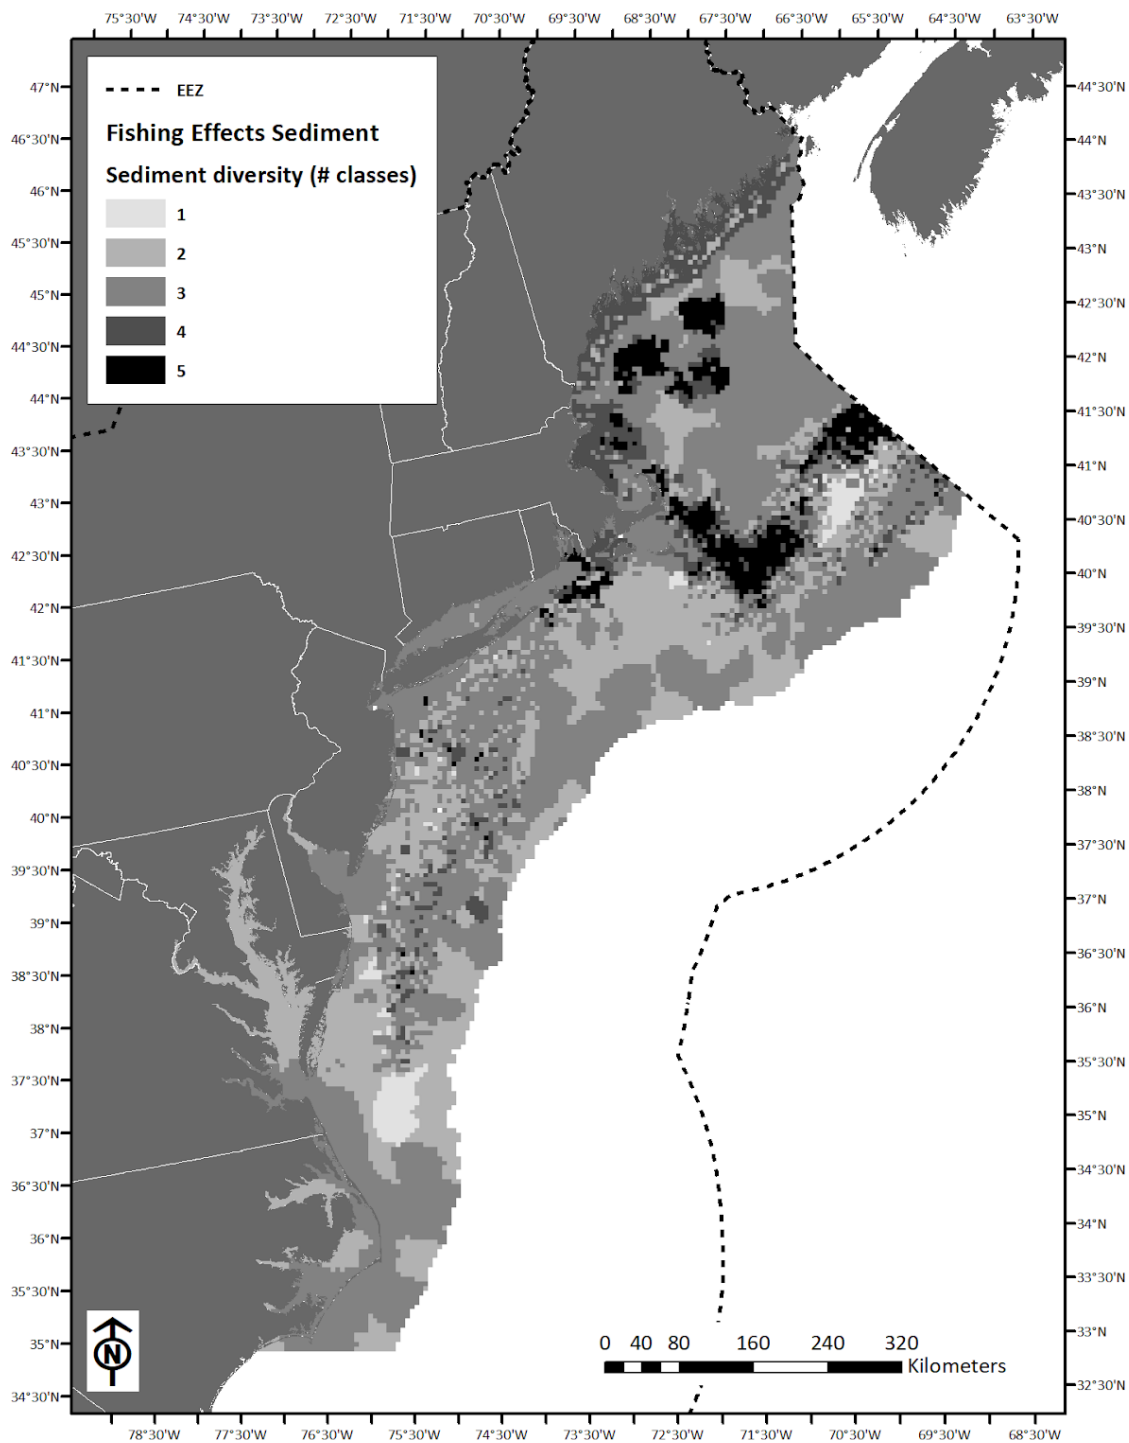 75°30'W 74°30'W 73°30'W 72°30'W 71°30'W 70°30'W 69°30'W 68°30'W 67°30'W 66°30'W 65°30'W 64°30'W 63°30'W
EEZ
Fishing Effects Sediment
Sediment diversity (# classes)
1
2
3
4
5
47°N
46°30'N
46°N
45°30'N
45°N
44°30'N
44°N
43°30'N
43°N
42°30'N
42°N
41°30'N
41°N
40°30'N
40°N
39°30'N
39°N
38°30'N
38°N
37°30'N
37°N
36°30'N
36°N
35°30'N
35°N
34°30'N
44°30'N
44°N
43°30'N
43°N
42°30'N
42°N
41°30'N
41°N
40°30'N
40°N
39°30'N
39°N
38°30'N
38°N
37°30'N
37°N
36°30'N
36°N
35°30'N
35°N
34°30'N
34°N
33°30'N
33°N
32°30'N
N
0 40 80 160 240 320
Kilometers
78°30'W 76°30'W 75°30'W 74°30'W 73°30'W 72°30'W 71°30'W 70°30'W 69°30'W 68°30'W